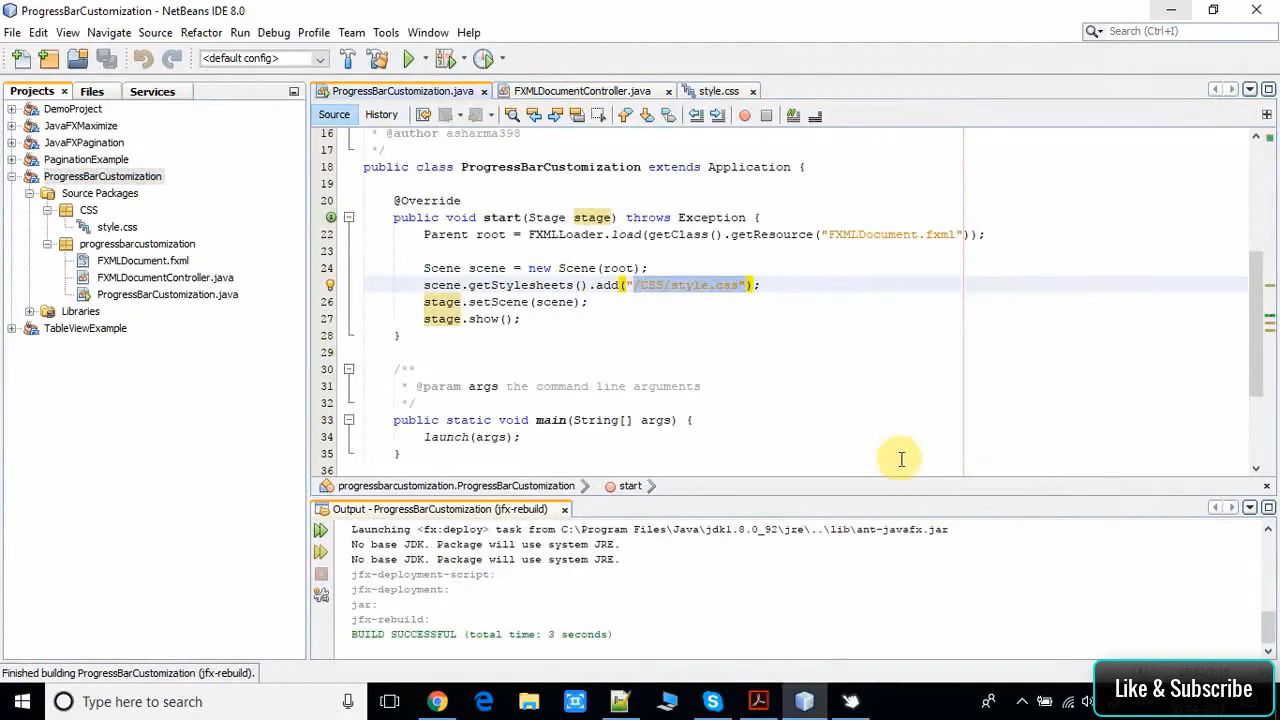 ProgressBarCustomization - NetBeans IDE 8.0
File Edit View Navigate Source Refactor Run Debug Profile Team Tools Window Help
Search (Ctrl+I)
<default config>
Projects Files Services
ProgressBarCustomization.java FXMLDocumentController.java style.css
Source History
DemoProject
JavaFXMaximize
JavaFXPagination
PaginationExample
ProgressBarCustomization
Source Packages
CSS
style.css
progressbarcustomization
FXMLDocument.fxml
FXMLDocumentController.java
ProgressBarCustomization.java
Libraries
TableViewExample
16 * @author asharma398
17 */
18 public class ProgressBarCustomization extends Application {
19
20 @Override
public void start(Stage stage) throws Exception {
22 Parent root = FXMLLoader.load(getClass().getResource("FXMLDocument.fxml"));
23
24 Scene scene = new Scene(root);
scene.getStylesheets().add("/CSS/style.css");
26 stage.setScene(scene);
27 stage.show();
28 }
29
30 /**
31 * @param args the command line arguments
32 */
33 public static void main(String[] args) {
34 launch(args);
35 }
36
progressbarcustomization.ProgressBarCustomization start
Output - ProgressBarCustomization (jfx-rebuild)
Launching <fx:deploy> task from C:\Program Files\Java\jdk1.8.0_92\jre\..\lib\ant-javafx.jar
No base JDK. Package will use system JRE.
No base JDK. Package will use system JRE.
jfx-deployment-script:
jfx-deployment:
jar:
jfx-rebuild:
BUILD SUCCESSFUL (total time: 3 seconds)
Finished building ProgressBarCustomization (jfx-rebuild).
Type here to search
Like & Subscribe